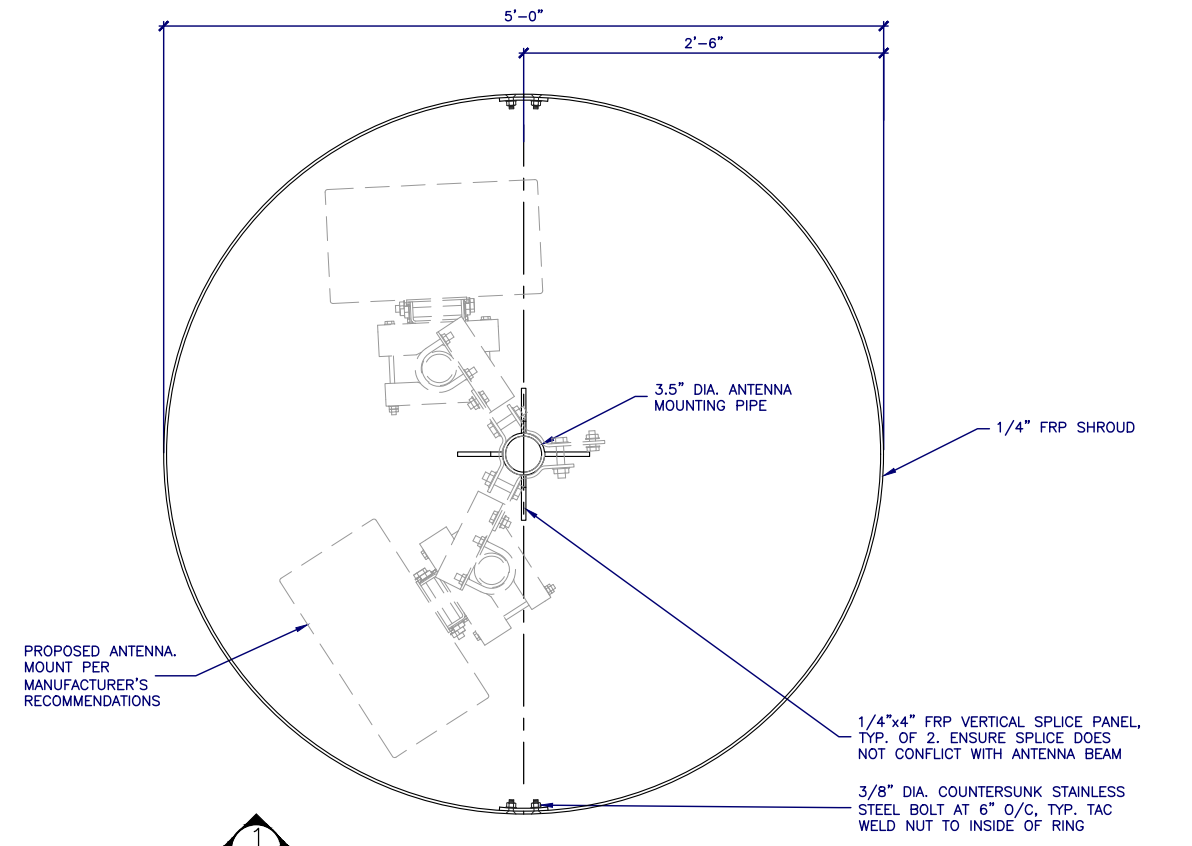 5'-0"
2'-6"
3.5" DIA. ANTENNA
MOUNTING PIPE
1/4" FRP SHROUD
PROPOSED ANTENNA.
MOUNT PER
MANUFACTURER'S
RECOMMENDATIONS
1/4"x4" FRP VERTICAL SPLICE PANEL,
TYP. OF 2. ENSURE SPLICE DOES
NOT CONFLICT WITH ANTENNA BEAM
3/8" DIA. COUNTERSUNK STAINLESS
STEEL BOLT AT 6" O/C, TYP. TAC
WELD NUT TO INSIDE OF RING
1